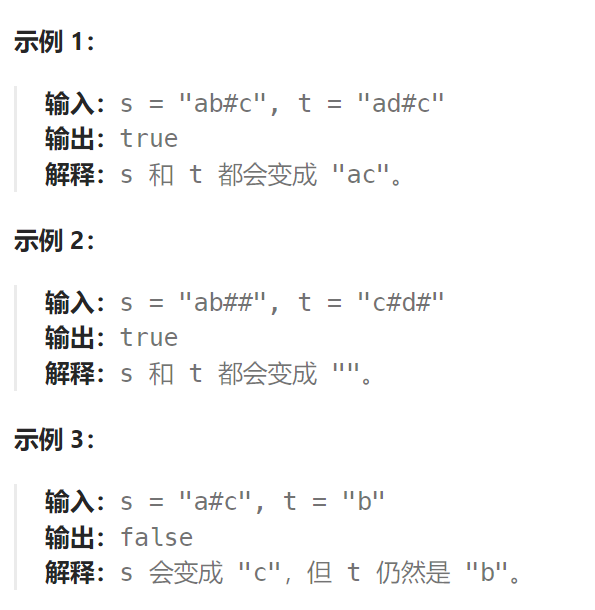 示例 1：
输入：s = "ab#c", t = "ad#c"
输出：true
解释：s 和 t 都会变成 "ac"。
示例 2：
输入：s = "ab##", t = "c#d#"
输出：true
解释：s 和 t 都会变成 ""。
示例 3：
输入：s = "a#c", t = "b"
输出：false
解释：s 会变成 "c"，但 t 仍然是 "b"。